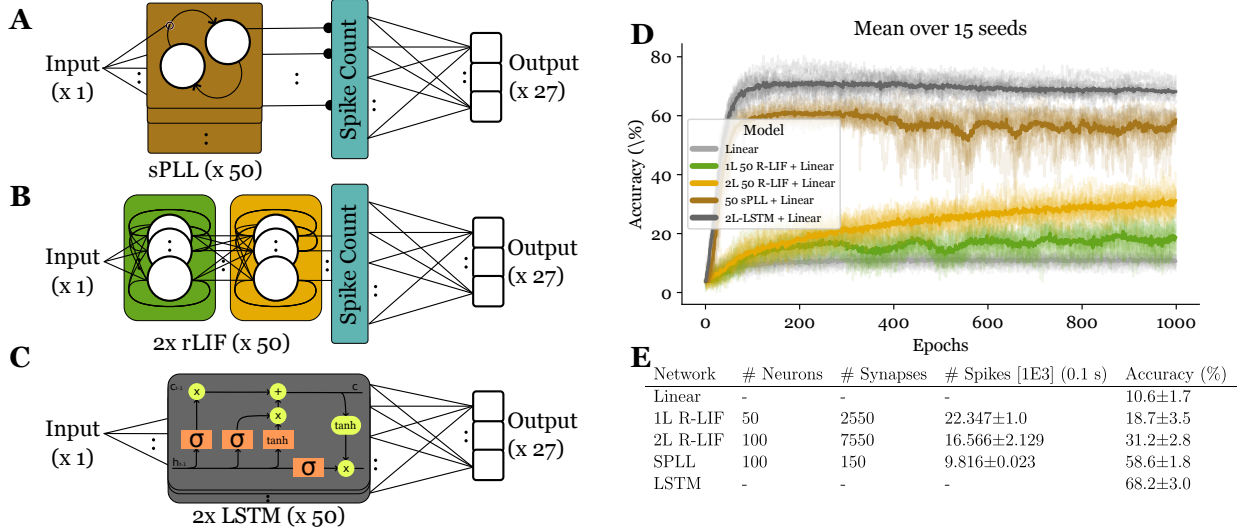 A
Input
(x 1)
sPLL (x 50)
Spike Count
Output
(x 27)
B
Input
(x 1)
2x rLIF (x 50)
Spike Count
Output
(x 27)
C
Input
(x 1)
cₜ₋₁
x
+
c
x
tanh
σ
σ
tanh
hₜ₋₁
σ
x
2x LSTM (x 50)
Output
(x 27)
D
Mean over 15 seeds
Accuracy (\%)
80
60
40
20
0
Model
Linear
1L 50 R-LIF + Linear
2L 50 R-LIF + Linear
50 sPLL + Linear
2L-LSTM + Linear
0 200 400 600 800 1000
Epochs
E
Network # Neurons # Synapses # Spikes [1E3] (0.1 s) Accuracy (%)
Linear - - - 10.6±1.7
1L R-LIF 50 2550 22.347±1.0 18.7±3.5
2L R-LIF 100 7550 16.566±2.129 31.2±2.8
SPLL 100 150 9.816±0.023 58.6±1.8
LSTM - - - 68.2±3.0